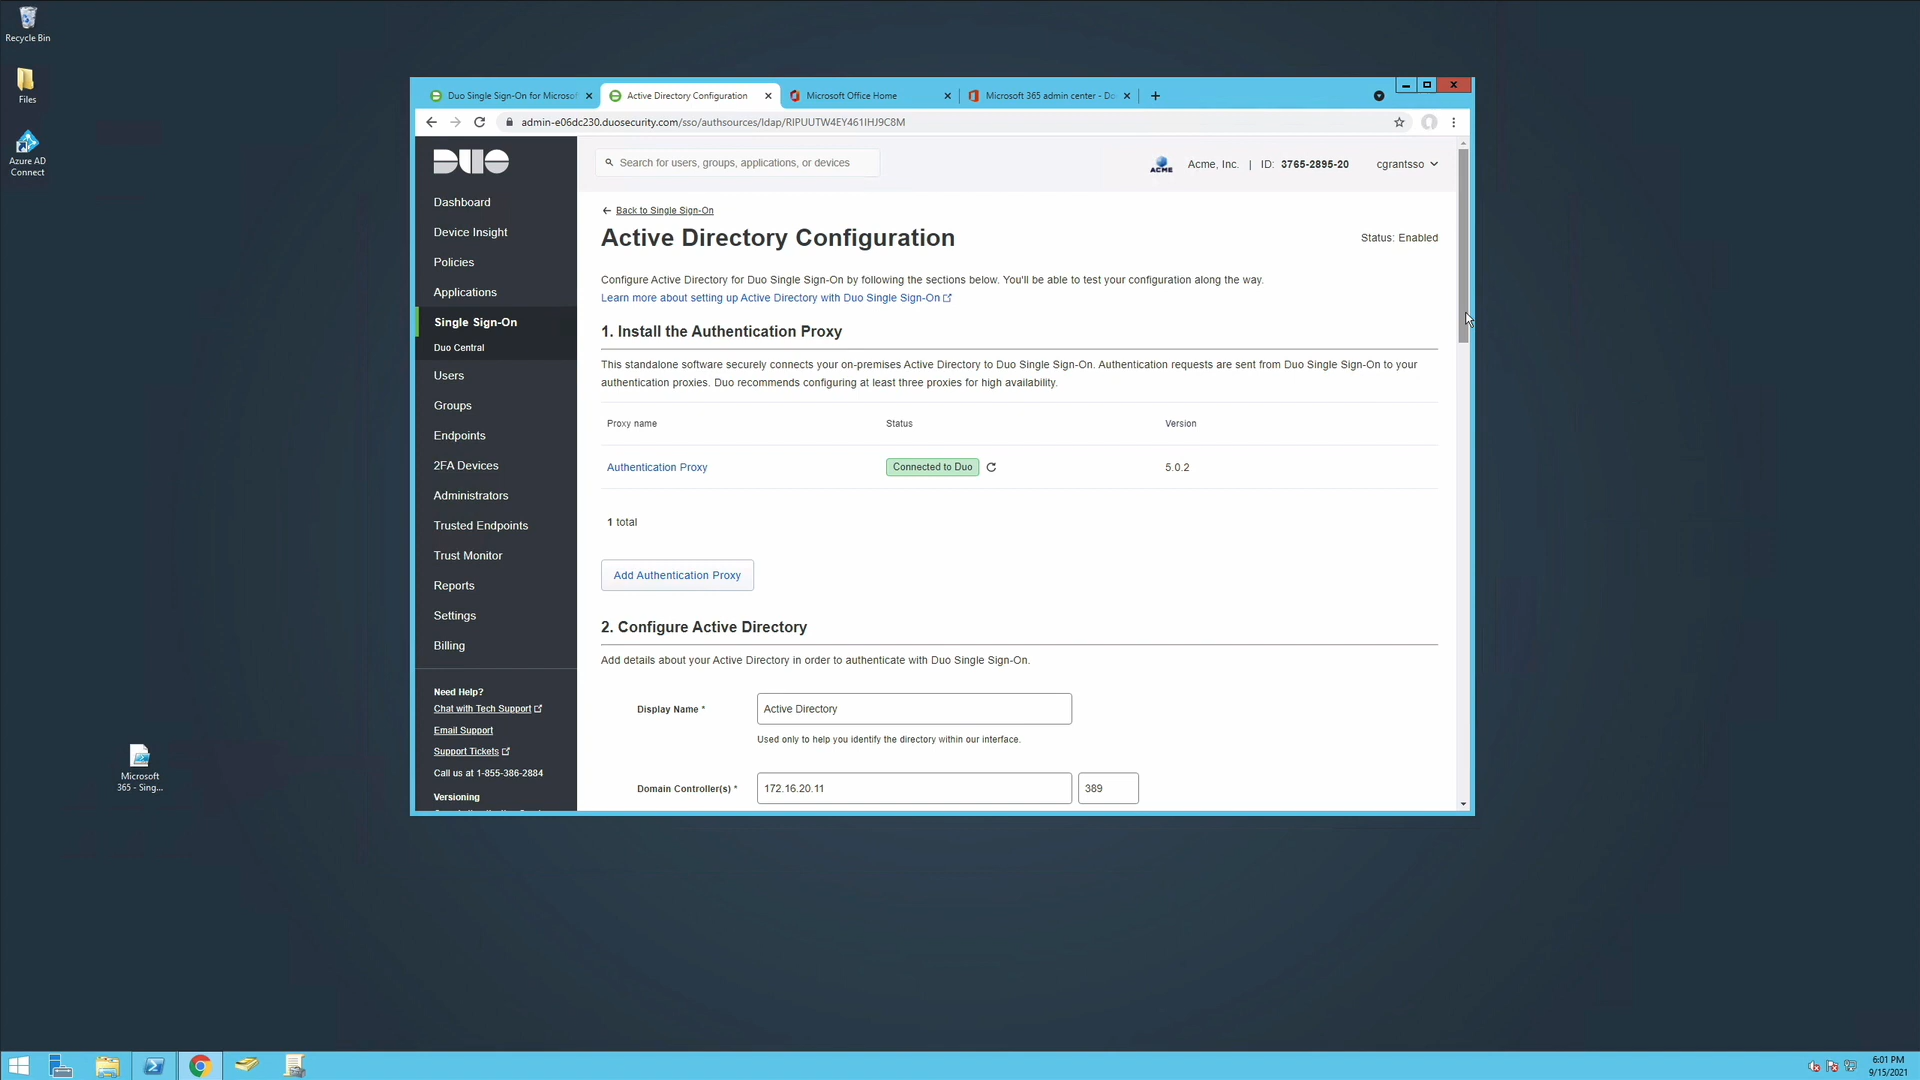 Recycle Bin
Files
Azure AD
Connect
Microsoft
365 - Sing...
Duo Single Sign-On for Microsof
Active Directory Configuration
Microsoft Office Home
Microsoft 365 admin center - Do
admin-e06dc230.duosecurity.com/sso/authsources/ldap/RIPUUTW4EY461IHJ9C8M
DUO
Search for users, groups, applications, or devices
ACME
Acme, Inc. | ID: 3765-2895-20
cgrantsso
Dashboard
Device Insight
Policies
Applications
Single Sign-On
Duo Central
Users
Groups
Endpoints
2FA Devices
Administrators
Trusted Endpoints
Trust Monitor
Reports
Settings
Billing
Need Help?
Chat with Tech Support
Email Support
Support Tickets
Call us at 1-855-386-2884
Versioning
Back to Single Sign-On
Active Directory Configuration
Status: Enabled
Configure Active Directory for Duo Single Sign-On by following the sections below. You'll be able to test your configuration along the way.
Learn more about setting up Active Directory with Duo Single Sign-On
1. Install the Authentication Proxy
This standalone software securely connects your on-premises Active Directory to Duo Single Sign-On. Authentication requests are sent from Duo Single Sign-On to your
authentication proxies. Duo recommends configuring at least three proxies for high availability.
Proxy name Status Version
Authentication Proxy Connected to Duo 5.0.2
1 total
Add Authentication Proxy
2. Configure Active Directory
Add details about your Active Directory in order to authenticate with Duo Single Sign-On.
Display Name * Active Directory
Used only to help you identify the directory within our interface.
Domain Controller(s) * 172.16.20.11 389
6:01 PM
9/15/2021